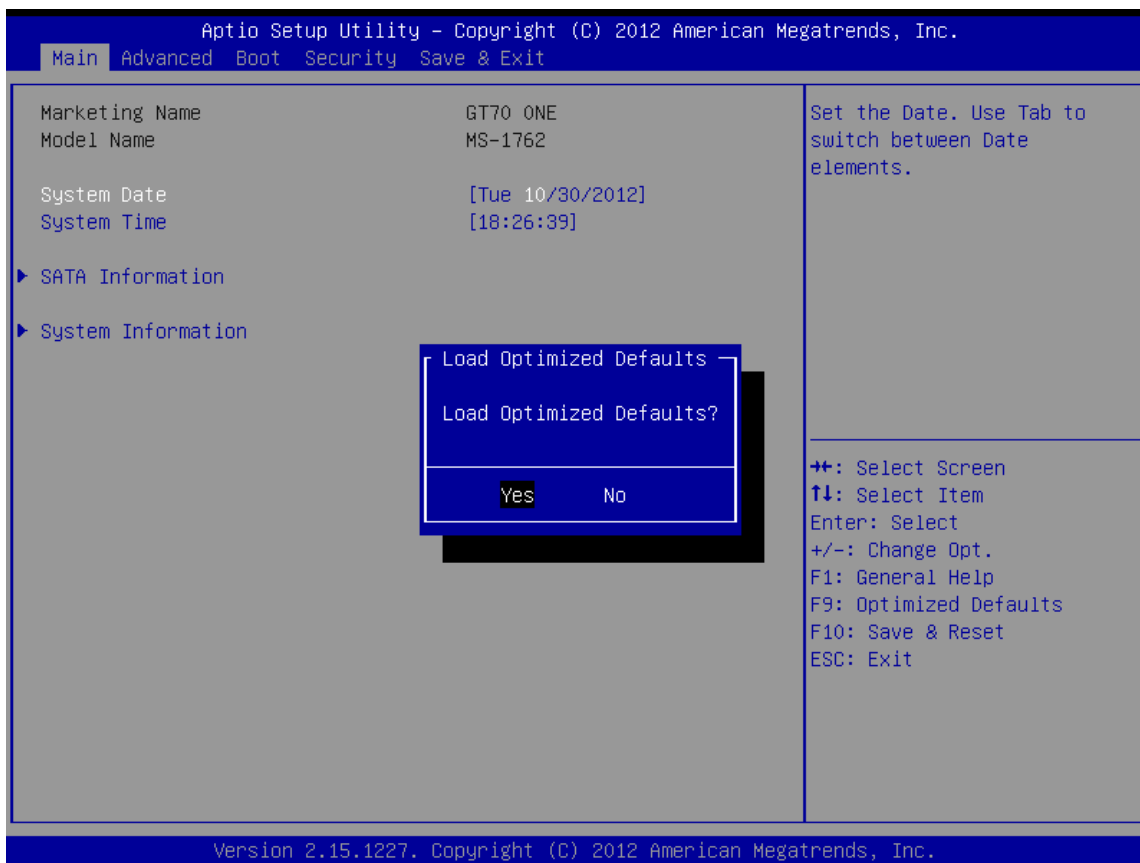 Aptio Setup Utility – Copyright (C) 2012 American Megatrends, Inc.
Main Advanced Boot Security Save & Exit
Marketing Name GT70 ONE
Model Name MS-1762
System Date [Tue 10/30/2012]
System Time [18:26:39]
▶ SATA Information
▶ System Information
Set the Date. Use Tab to
switch between Date
elements.
Load Optimized Defaults
Load Optimized Defaults?
Yes No
→←: Select Screen
↑↓: Select Item
Enter: Select
+/-: Change Opt.
F1: General Help
F9: Optimized Defaults
F10: Save & Reset
ESC: Exit
Version 2.15.1227. Copyright (C) 2012 American Megatrends, Inc.